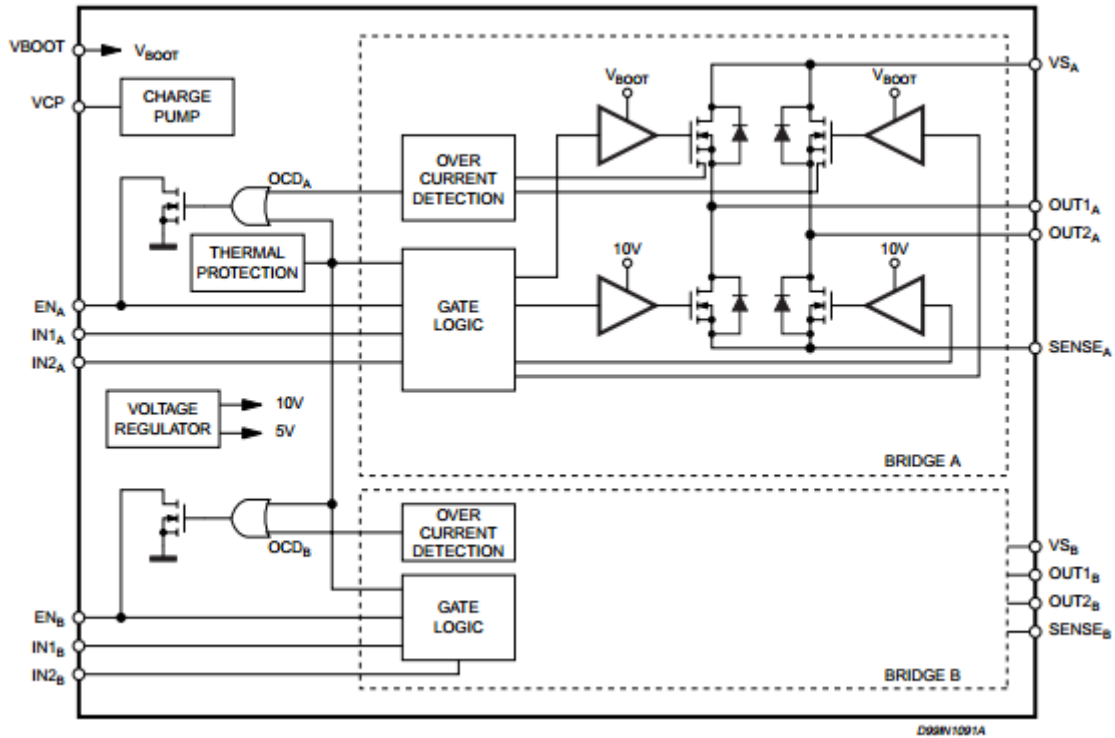 VBOOT
VBOOT
VCP
CHARGE
PUMP
VBOOT
VBOOT
VSA
OVER
CURRENT
DETECTION
OCDA
OUT1A
OUT2A
THERMAL
PROTECTION
10V
10V
GATE
LOGIC
ENA
IN1A
IN2A
SENSEA
VOLTAGE
REGULATOR
10V
5V
BRIDGE A
OVER
CURRENT
DETECTION
OCDB
VSB
OUT1B
OUT2B
SENSEB
GATE
LOGIC
ENB
IN1B
IN2B
BRIDGE B
D99IN1091A